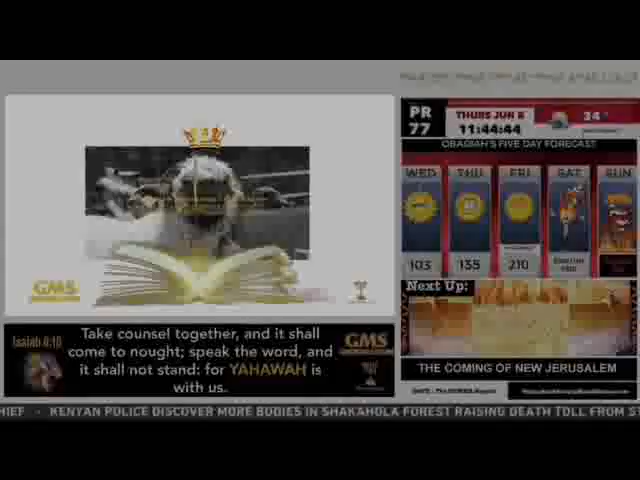 PR
77
THURS JUN 8
11:44:44
34°
OBADIAH'S FIVE DAY FORECAST
WED
THU
FRI
SAT
SUN
103
135
210
GMS
Next Up:
Isaiah 8:10
Take counsel together, and it shall
come to nought; speak the word, and
it shall not stand: for YAHAWAH is
with us.
GMS
THE COMING OF NEW JERUSALEM
HIEF - KENYAN POLICE DISCOVER MORE BODIES IN SHAKAHOLA FOREST RAISING DEATH TOLL FROM ST